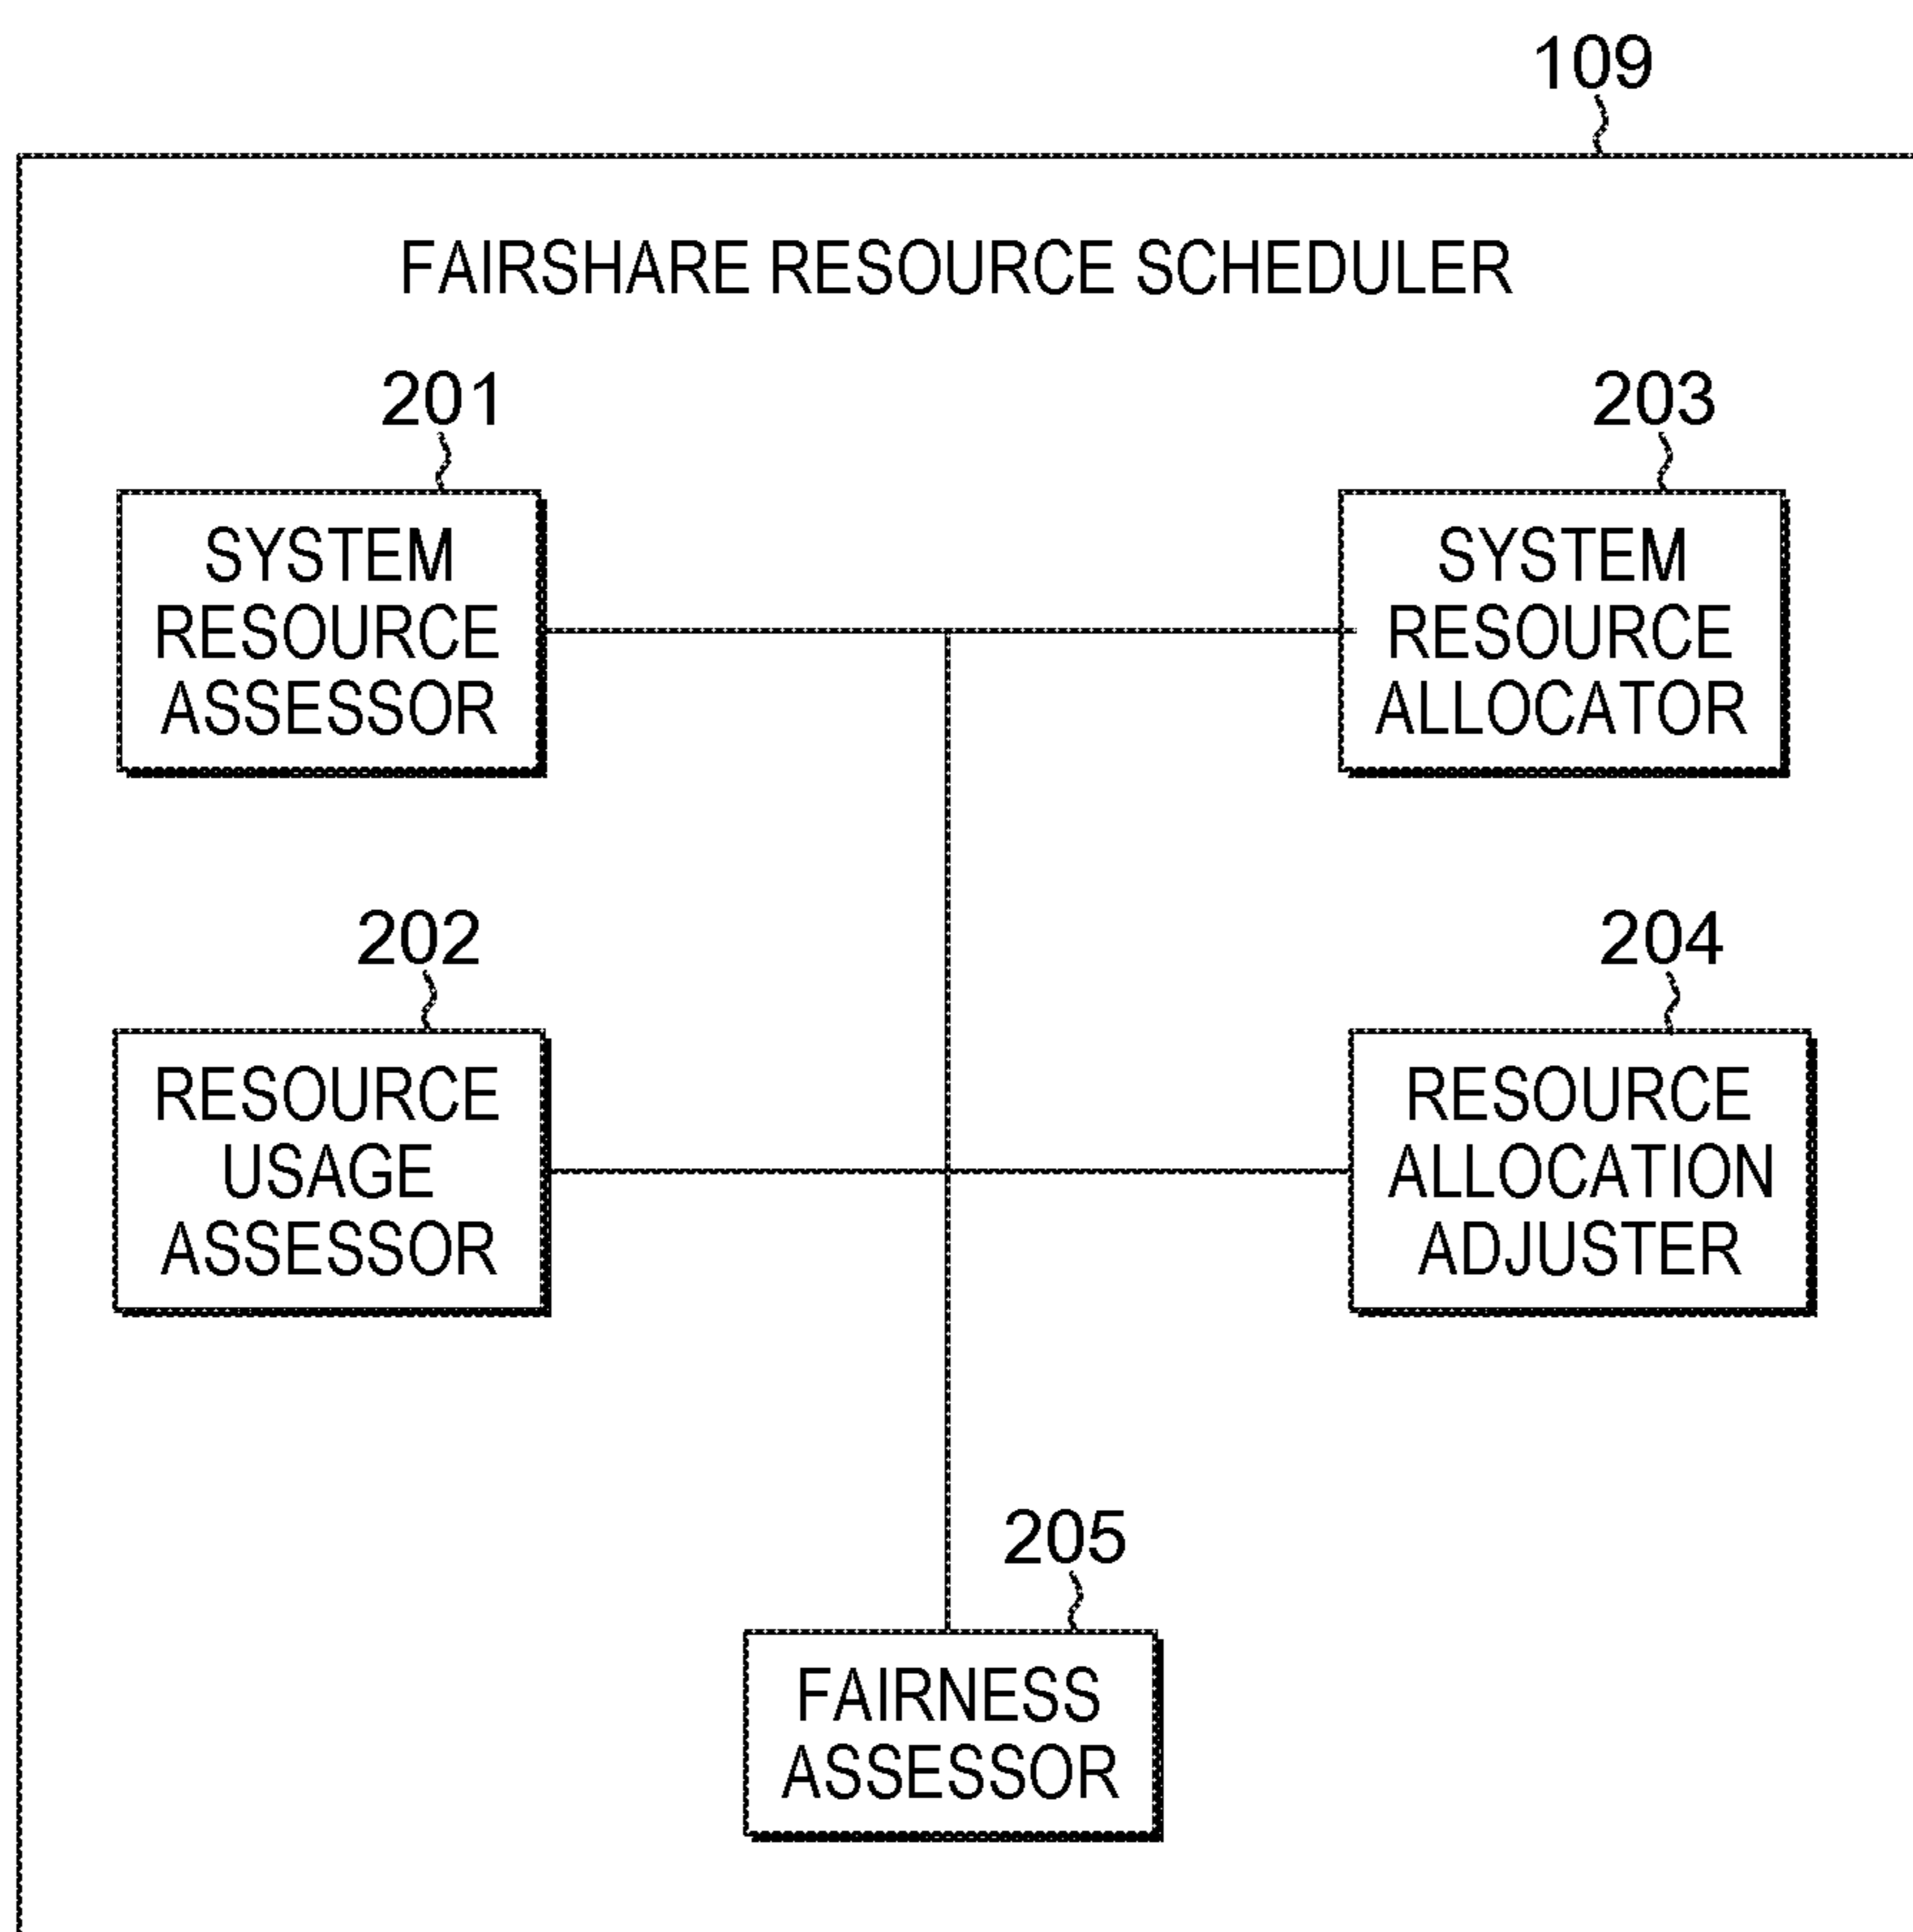 109
FAIRSHARE RESOURCE SCHEDULER
201
SYSTEM
RESOURCE
ASSESSOR
203
SYSTEM
RESOURCE
ALLOCATOR
202
RESOURCE
USAGE
ASSESSOR
204
RESOURCE
ALLOCATION
ADJUSTER
205
FAIRNESS
ASSESSOR